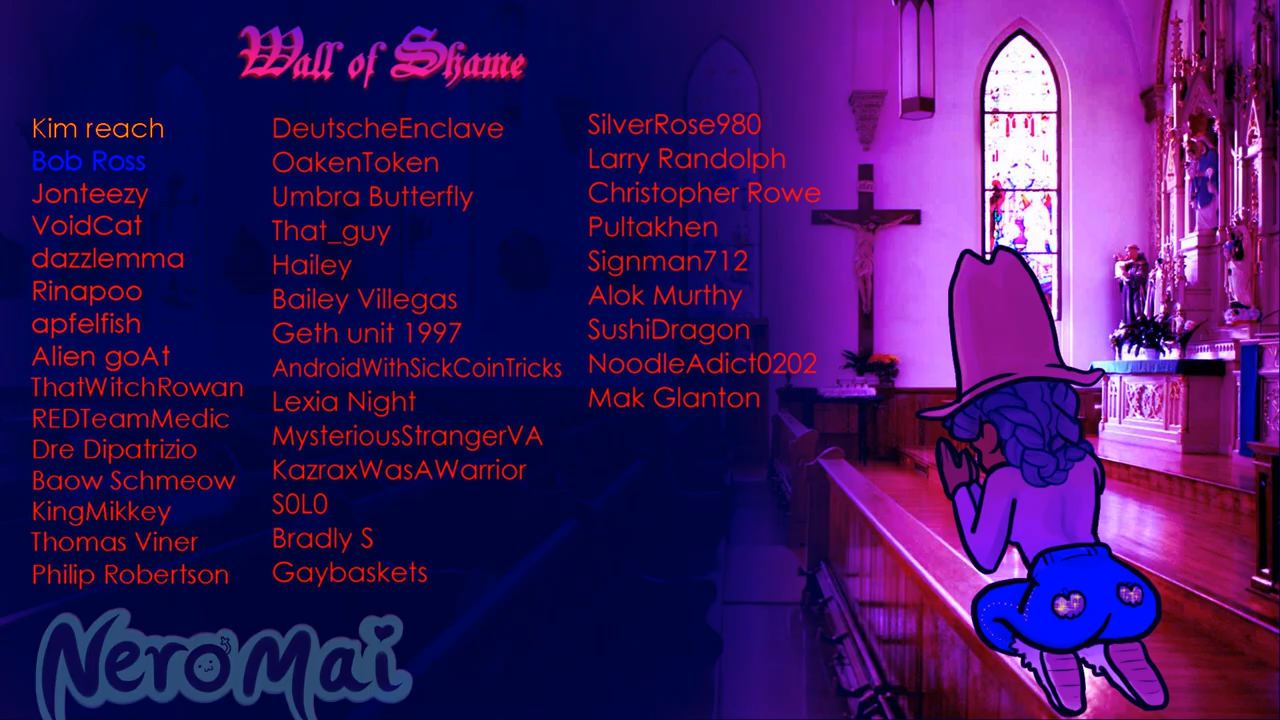 Wall of Shame
Kim reach
Bob Ross
Jonteezy
VoidCat
dazzlemma
Rinapoo
apfelfish
Alien goAt
ThatWitchRowan
REDTeamMedic
Dre Dipatrizio
Baow Schmeow
KingMikkey
Thomas Viner
Philip Robertson
DeutscheEnclave
OakenToken
Umbra Butterfly
That_guy
Hailey
Bailey Villegas
Geth unit 1997
AndroidWithSickCoinTricks
Lexia Night
MysteriousStrangerVA
KazraxWasAWarrior
S0L0
Bradly S
Gaybaskets
SilverRose980
Larry Randolph
Christopher Rowe
Pultakhen
Signman712
Alok Murthy
SushiDragon
NoodleAdict0202
Mak Glanton
NeroMai